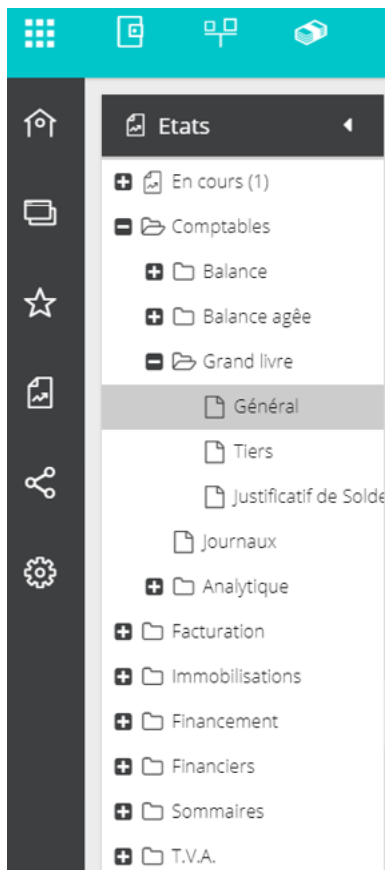 Etats
En cours (1)
Comptables
Balance
Balance agêe
Grand livre
Général
Tiers
Justificatif de Solde
Journaux
Analytique
Facturation
Immobilisations
Financement
Financiers
Sommaires
T.V.A.